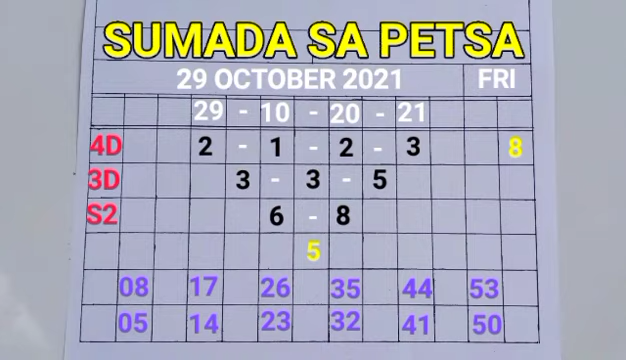 SUMADA SA PETSA
29 OCTOBER 2021 FRI
29 - 10 - 20 - 21
4D 2 - 1 - 2 - 3 8
3D 3 - 3 - 5
S2 6 - 8
5
08 17 26 35 44 53
05 14 23 32 41 50